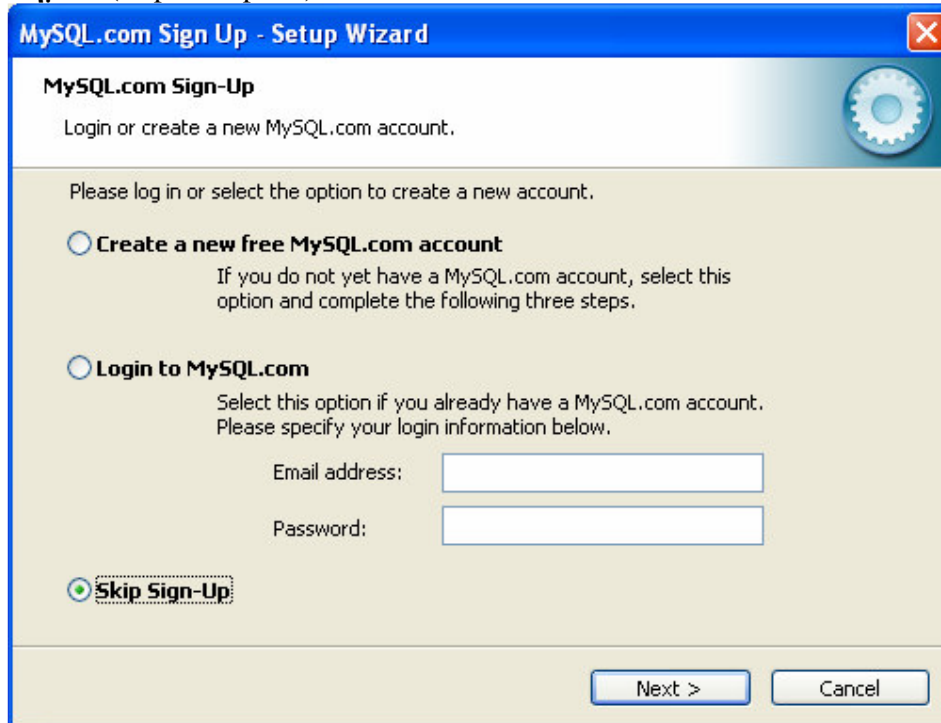 MySQL.com Sign Up - Setup Wizard
MySQL.com Sign-Up
Login or create a new MySQL.com account.
Please log in or select the option to create a new account.
Create a new free MySQL.com account
If you do not yet have a MySQL.com account, select this
option and complete the following three steps.
Login to MySQL.com
Select this option if you already have a MySQL.com account.
Please specify your login information below.
Email address:
Password:
Skip Sign-Up
Next >
Cancel